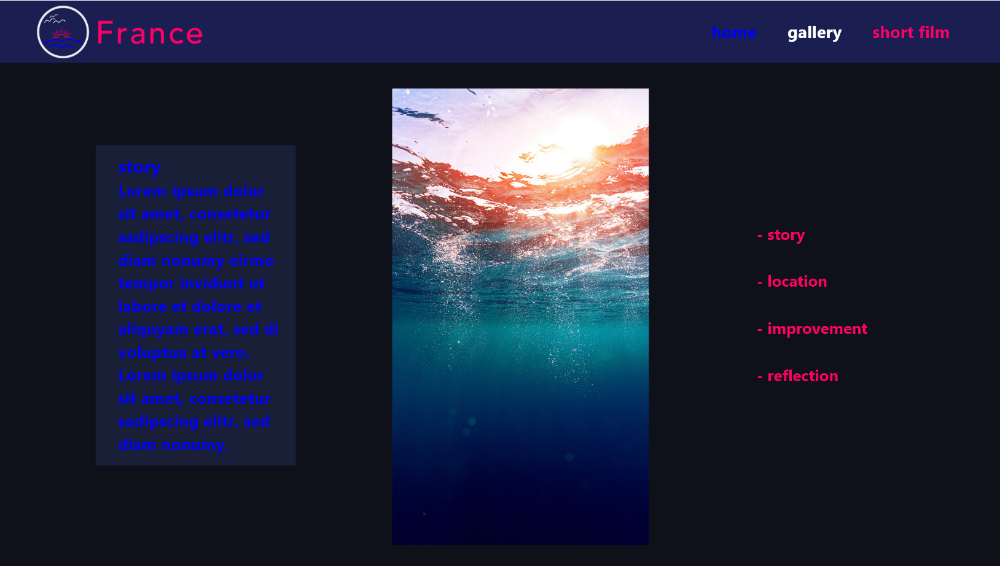 France
home gallery short film
story
Lorem ipsum dolor
sit amet, consetetur
sadipscing elitr, sed
diam nonumy eirmo
tempor invidunt ut
labore et dolore et
aliquyam erat, sed di
voluptua at vero.
Lorem ipsum dolor
sit amet, consetetur
sadipscing elitr, sed
diam nonumy.
- story
- location
- improvement
- reflection